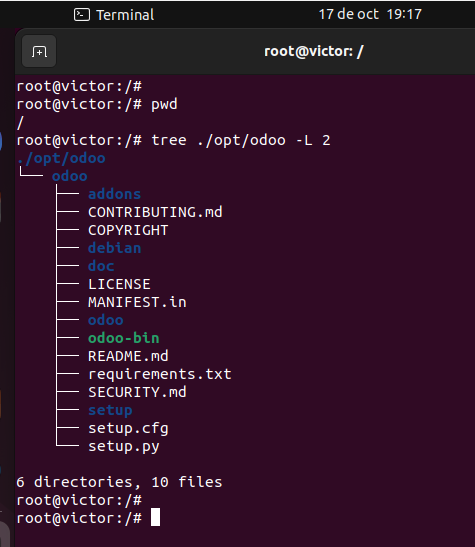 Terminal
17 de oct 19:17
root@victor: /
root@victor:/#
root@victor:/# pwd
/
root@victor:/# tree ./opt/odoo -L 2
./opt/odoo
└── odoo
    ├── addons
    ├── CONTRIBUTING.md
    ├── COPYRIGHT
    ├── debian
    ├── doc
    ├── LICENSE
    ├── MANIFEST.in
    ├── odoo
    ├── odoo-bin
    ├── README.md
    ├── requirements.txt
    ├── SECURITY.md
    ├── setup
    ├── setup.cfg
    └── setup.py
6 directories, 10 files
root@victor:/#
root@victor:/#